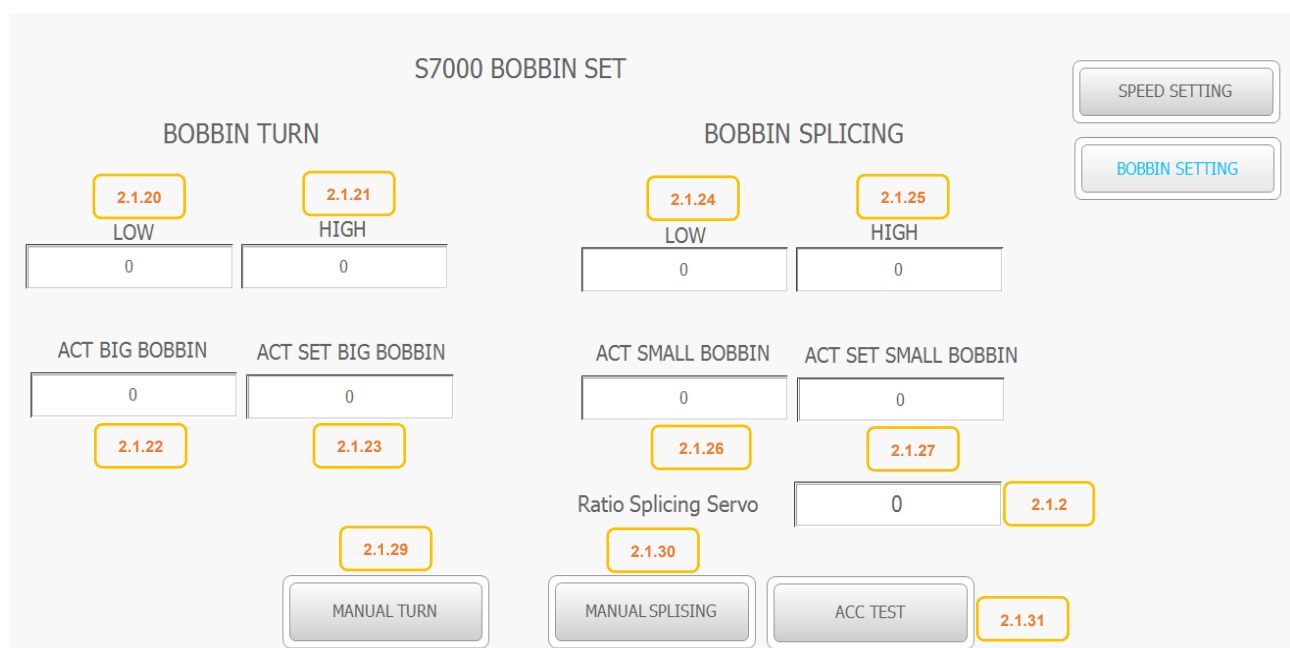 S7000 BOBBIN SET
SPEED SETTING
BOBBIN TURN
BOBBIN SPLICING
BOBBIN SETTING
2.1.20
2.1.21
2.1.24
2.1.25
LOW
HIGH
LOW
HIGH
0
0
0
0
ACT BIG BOBBIN
ACT SET BIG BOBBIN
ACT SMALL BOBBIN
ACT SET SMALL BOBBIN
0
0
0
0
2.1.22
2.1.23
2.1.26
2.1.27
Ratio Splicing Servo
0
2.1.2
2.1.29
2.1.30
MANUAL TURN
MANUAL SPLISING
ACC TEST
2.1.31